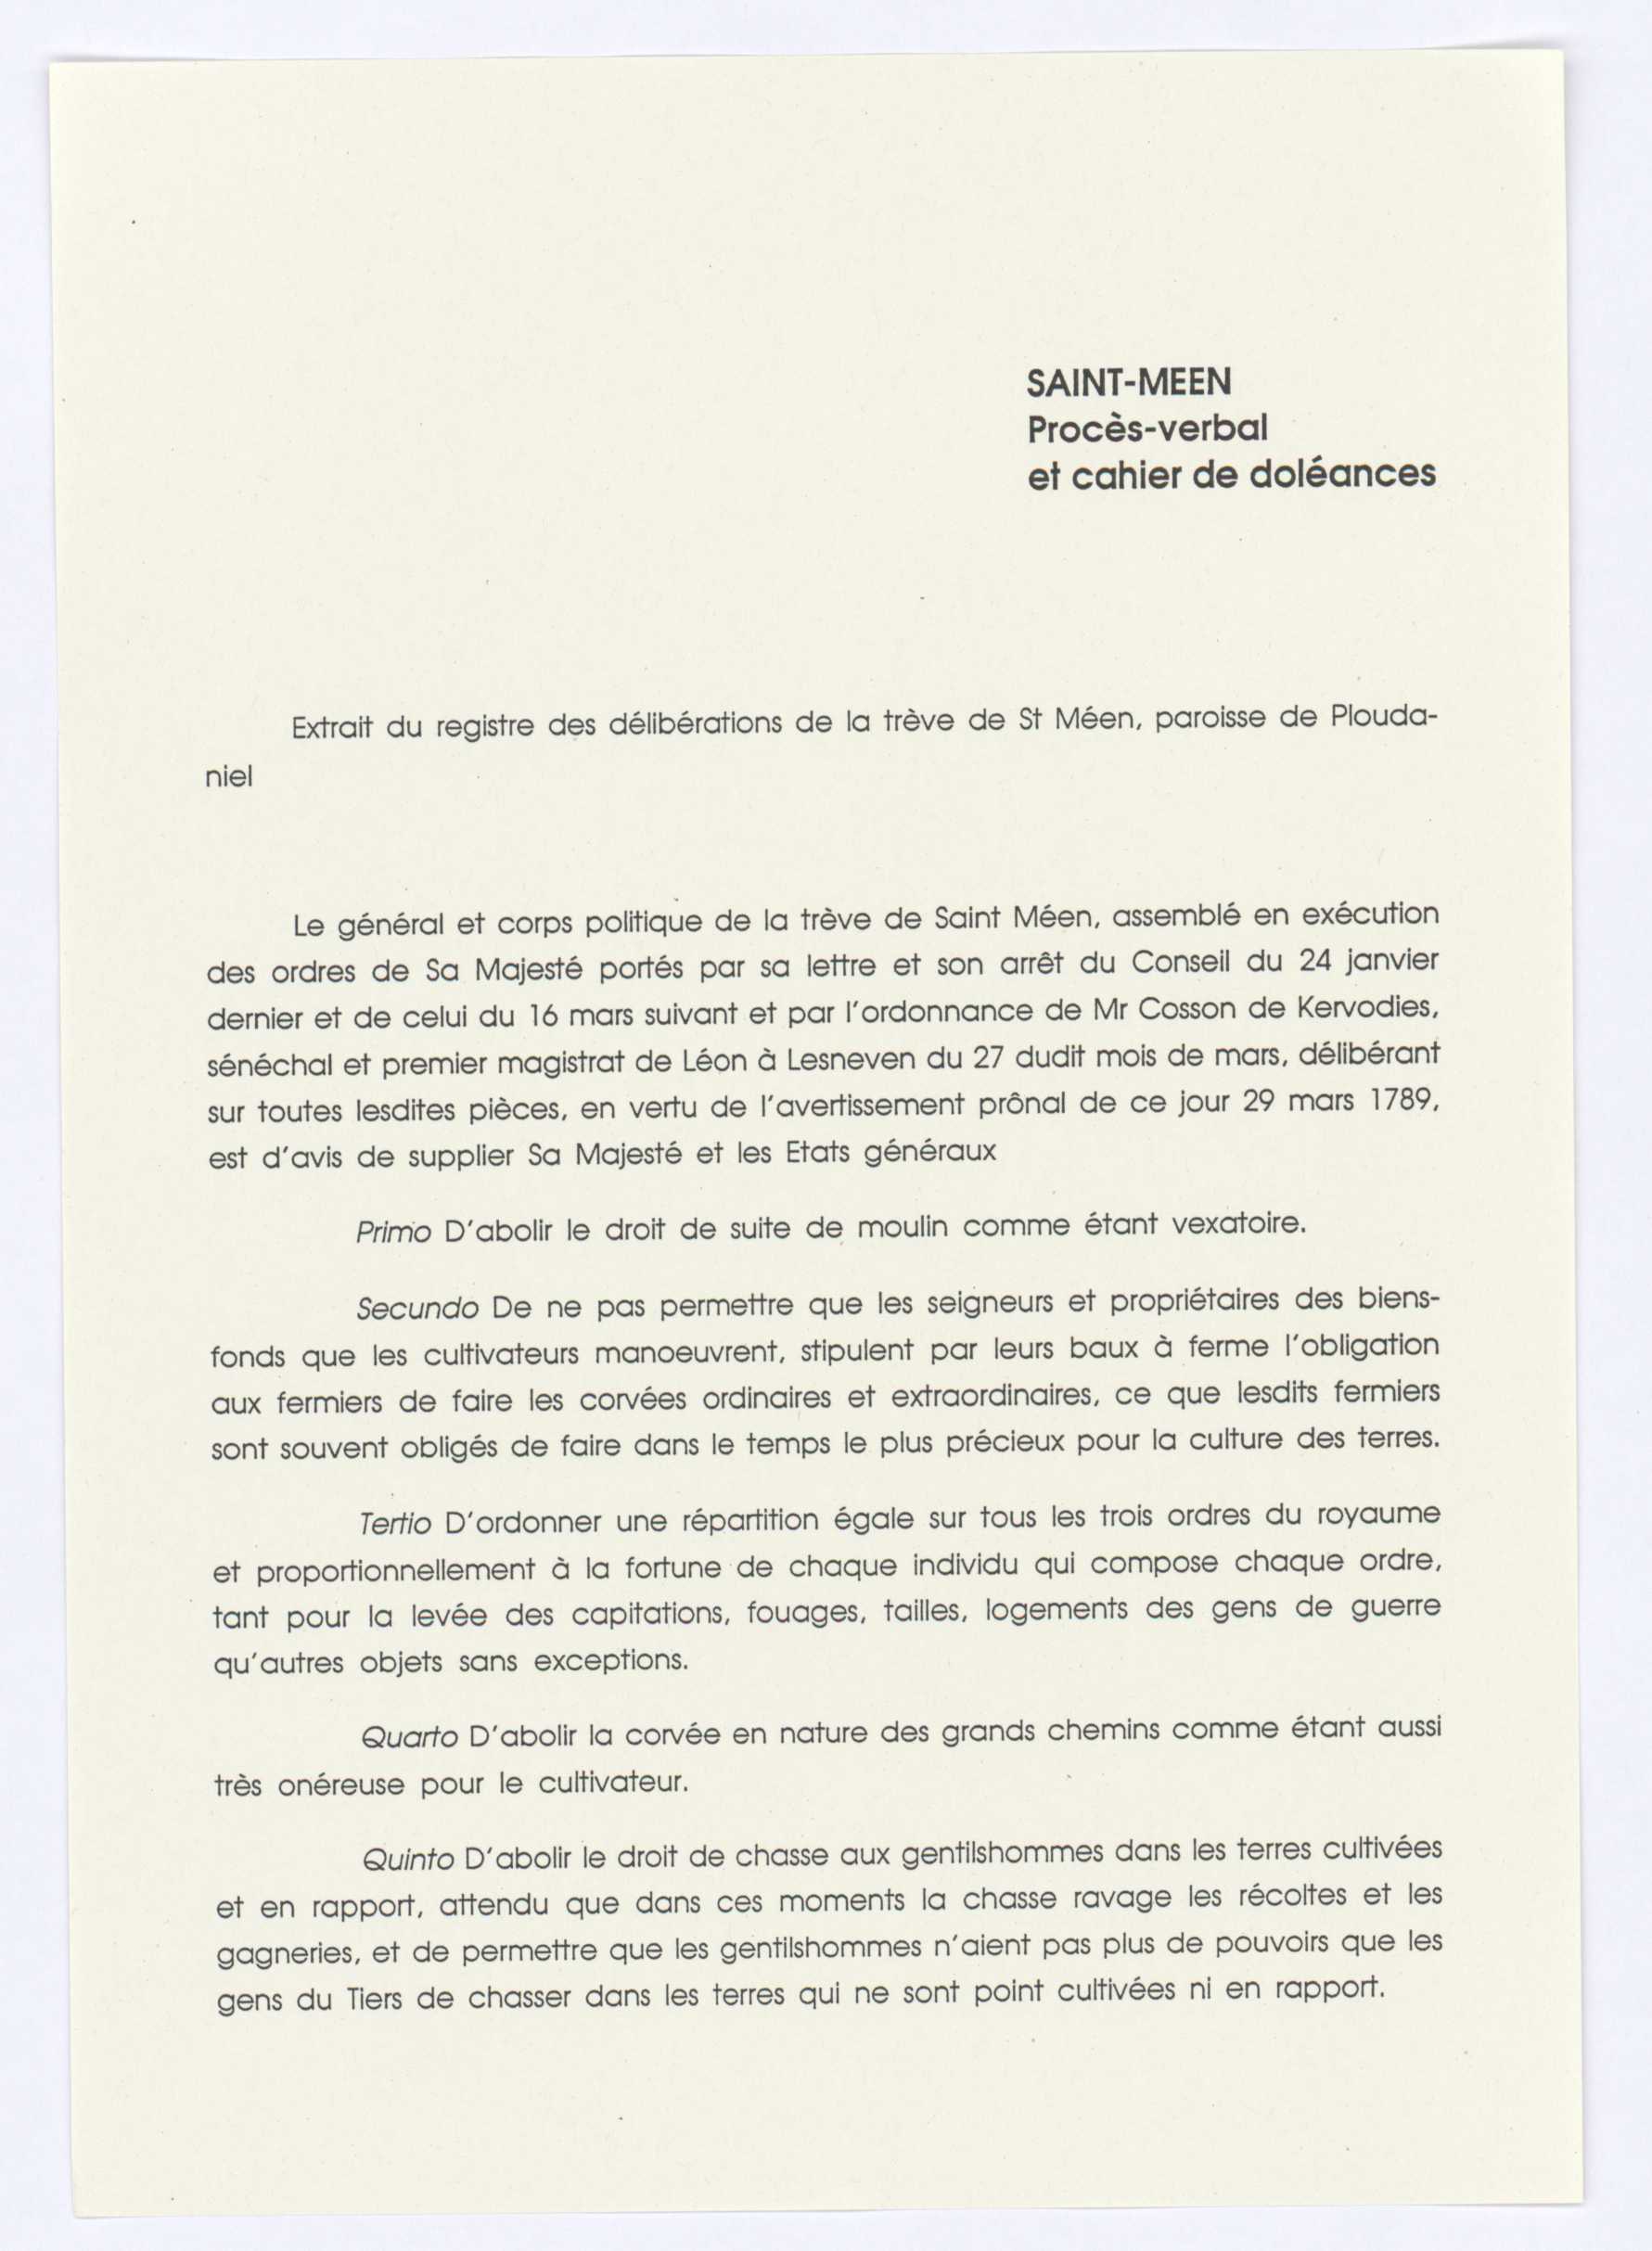 SAINT-MEEN
Procès-verbal
et cahier de doléances
Extrait du registre des délibérations de la trève de St Méen, paroisse de Plouda-
niel
Le général et corps politique de la trève de Saint Méen, assemblé en exécution
des ordres de Sa Majesté portés par sa lettre et son arrêt du Conseil du 24 janvier
dernier et de celui du 16 mars suivant et par l'ordonnance de Mr Cosson de Kervodies,
sénéchal et premier magistrat de Léon à Lesneven du 27 dudit mois de mars, délibérant
sur toutes lesdites pièces, en vertu de l'avertissement prônal de ce jour 29 mars 1789,
est d'avis de supplier Sa Majesté et les Etats généraux
Primo D'abolir le droit de suite de moulin comme étant vexatoire.
Secundo De ne pas permettre que les seigneurs et propriétaires des biens-
fonds que les cultivateurs manoeuvrent, stipulent par leurs baux à ferme l'obligation
aux fermiers de faire les corvées ordinaires et extraordinaires, ce que lesdits fermiers
sont souvent obligés de faire dans le temps le plus précieux pour la culture des terres.
Tertio D'ordonner une répartition égale sur tous les trois ordres du royaume
et proportionnellement à la fortune de chaque individu qui compose chaque ordre,
tant pour la levée des capitations, fouages, tailles, logements des gens de guerre
qu'autres objets sans exceptions.
Quarto D'abolir la corvée en nature des grands chemins comme étant aussi
très onéreuse pour le cultivateur.
Quinto D'abolir le droit de chasse aux gentilshommes dans les terres cultivées
et en rapport, attendu que dans ces moments la chasse ravage les récoltes et les
gagneries, et de permettre que les gentilshommes n'aient pas plus de pouvoirs que les
gens du Tiers de chasser dans les terres qui ne sont point cultivées ni en rapport.